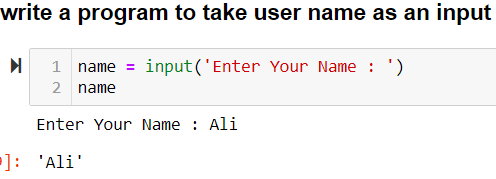 write a program to take user name as an input
1 name = input('Enter Your Name : ')
2 name
Enter Your Name : Ali
]: 'Ali'